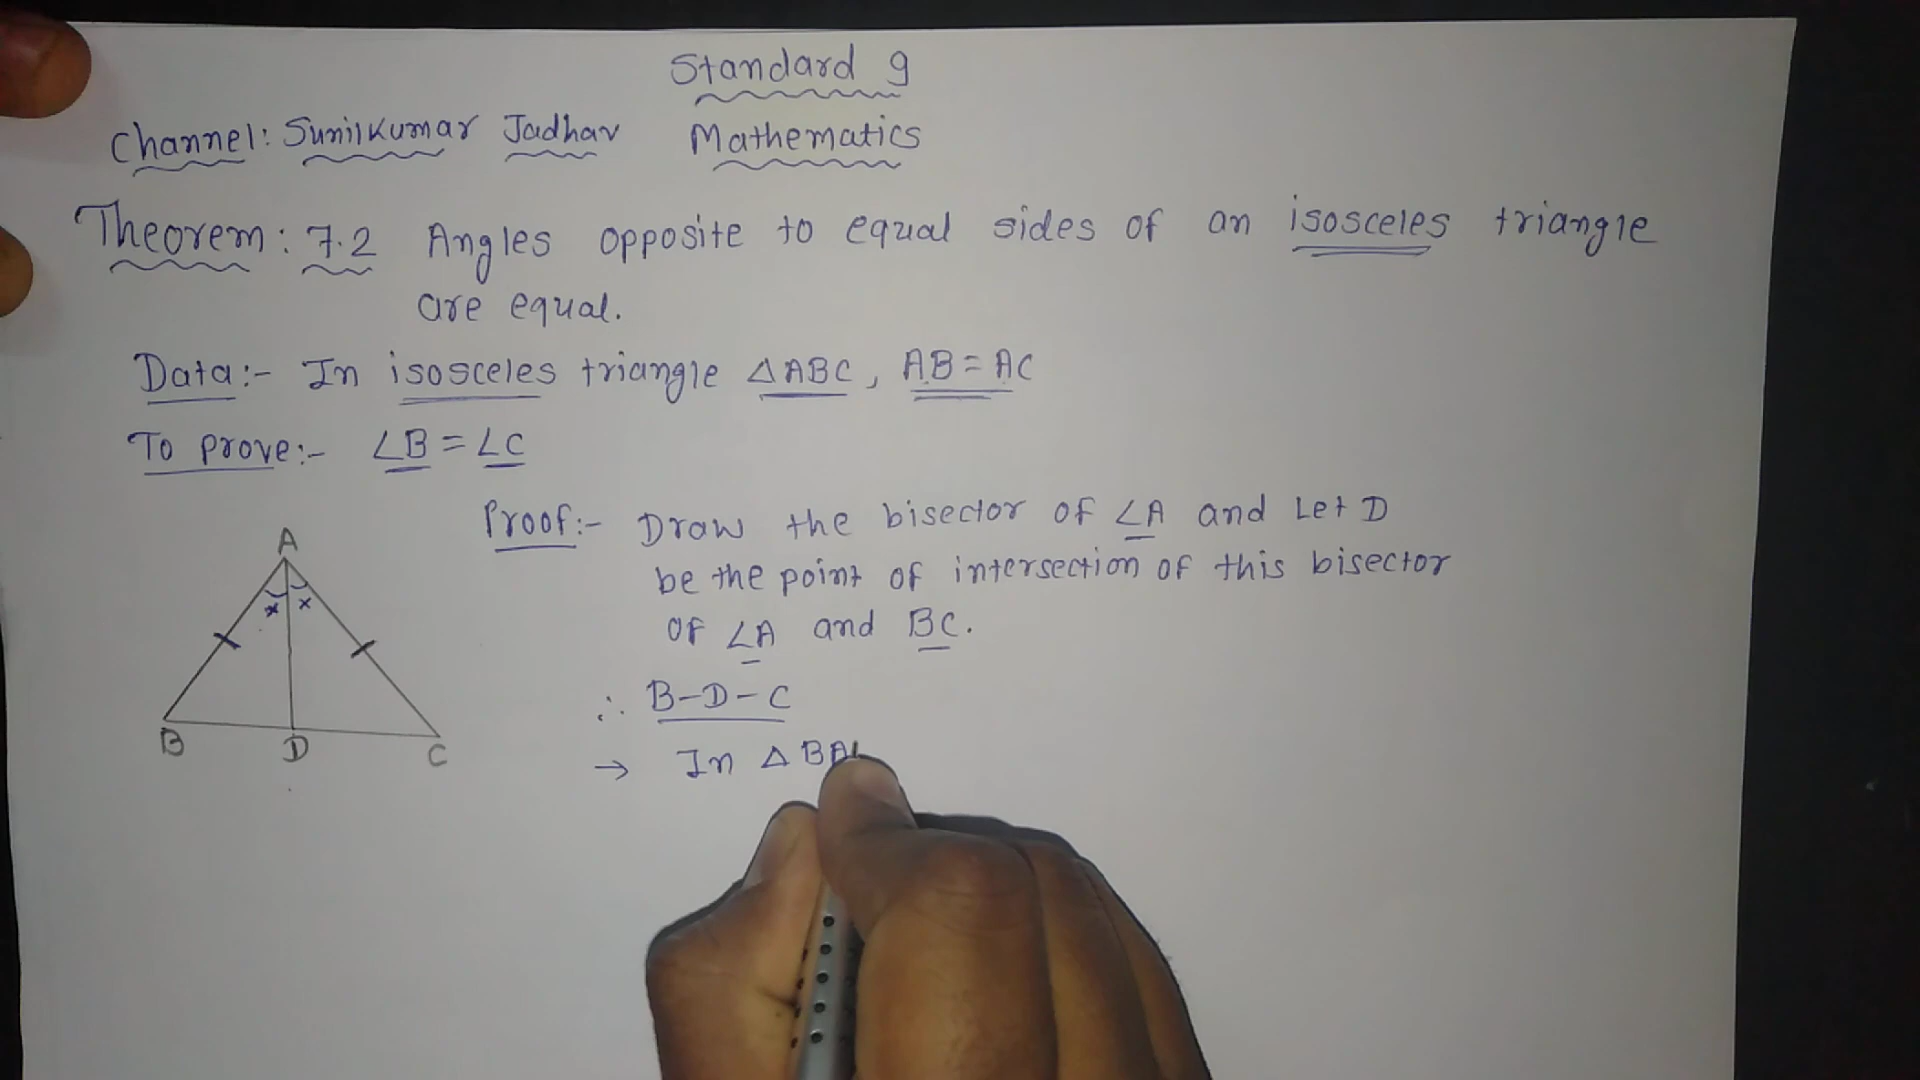 Standard 9
Channel: Sunilkumar Jadhav Mathematics
Theorem: 7.2 Angles opposite to equal sides of an isosceles triangle
are equal.
Data:- In isosceles triangle △ABC, AB=AC
To prove:- ∠B=∠C
Proof:- Draw the bisector of ∠A and Let D
be the point of intersection of this bisector
of ∠A and BC.
∴ B-D-C
→ In △ BA
A
x x
B D C